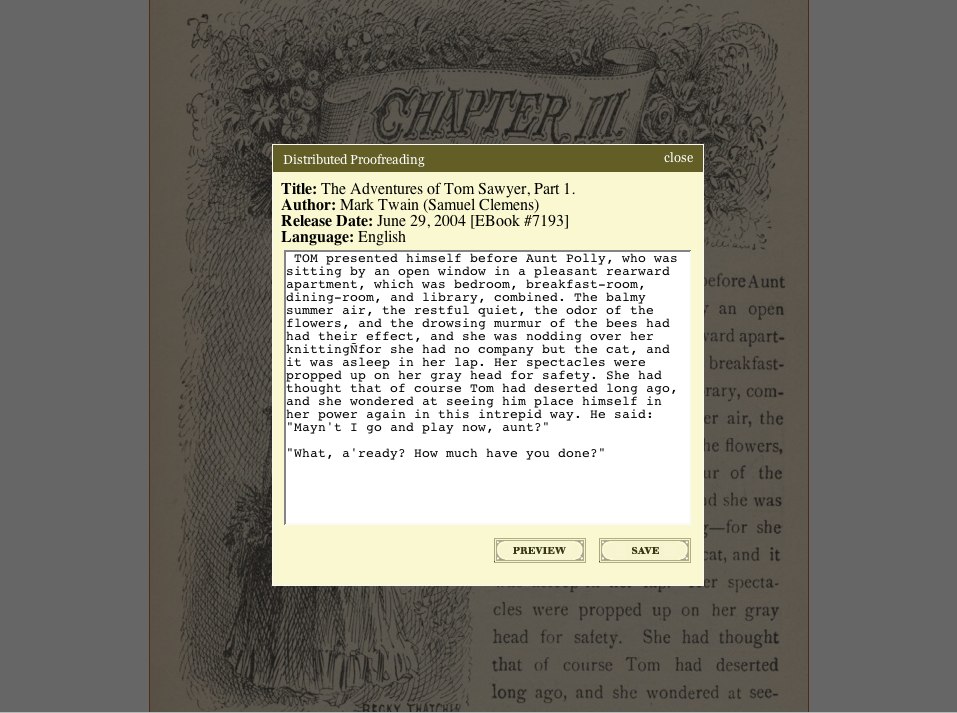 CHAPTER III.
Distributed Proofreading
close
Title: The Adventures of Tom Sawyer, Part 1.
Author: Mark Twain (Samuel Clemens)
Release Date: June 29, 2004 [EBook #7193]
Language: English
TOM presented himself before Aunt Polly, who was
sitting by an open window in a pleasant rearward
apartment, which was bedroom, breakfast-room,
dining-room, and library, combined. The balmy
summer air, the restful quiet, the odor of the
flowers, and the drowsing murmur of the bees had
had their effect, and she was nodding over her
knittingÑfor she had no company but the cat, and
it was asleep in her lap. Her spectacles were
propped up on her gray head for safety. She had
thought that of course Tom had deserted long ago,
and she wondered at seeing him place himself in
her power again in this intrepid way. He said:
"Mayn't I go and play now, aunt?"
"What, a'ready? How much have you done?"
PREVIEW
SAVE
before Aunt
an open
ward apart-
breakfast-
rary, com-
er air, the
he flowers,
ur of the
d she was
g—for she
cat, and it
er specta-
cles were propped up on her gray
head for safety. She had thought
that of course Tom had deserted
long ago, and she wondered at see-
BECKY THATCHER